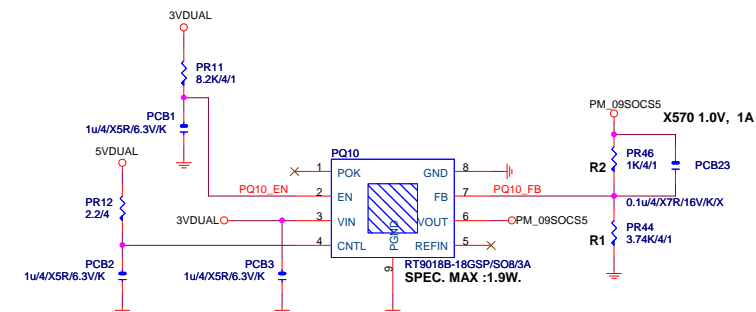 3VDUAL
PR11
8.2K/4/1
PCB1
1u/4/X5R/6.3V/K
5VDUAL
PR12
2.2/4
PCB2
1u/4/X5R/6.3V/K
3VDUAL
PCB3
1u/4/X5R/6.3V/K
PQ10_EN
PQ10
1 POK
2 EN
3 VIN
4 CNTL
GND 8
FB 7
VOUT 6
REFIN 5
PGND
9
RT9018B-18GSP/SO8/3A
SPEC. MAX :1.9W.
PQ10_FB
PM_09SOCS5
PM_09SOCS5
X570 1.0V, 1A
R2
PR46
1K/4/1
PCB23
0.1u/4/X7R/16V/K/X
R1
PR44
3.74K/4/1